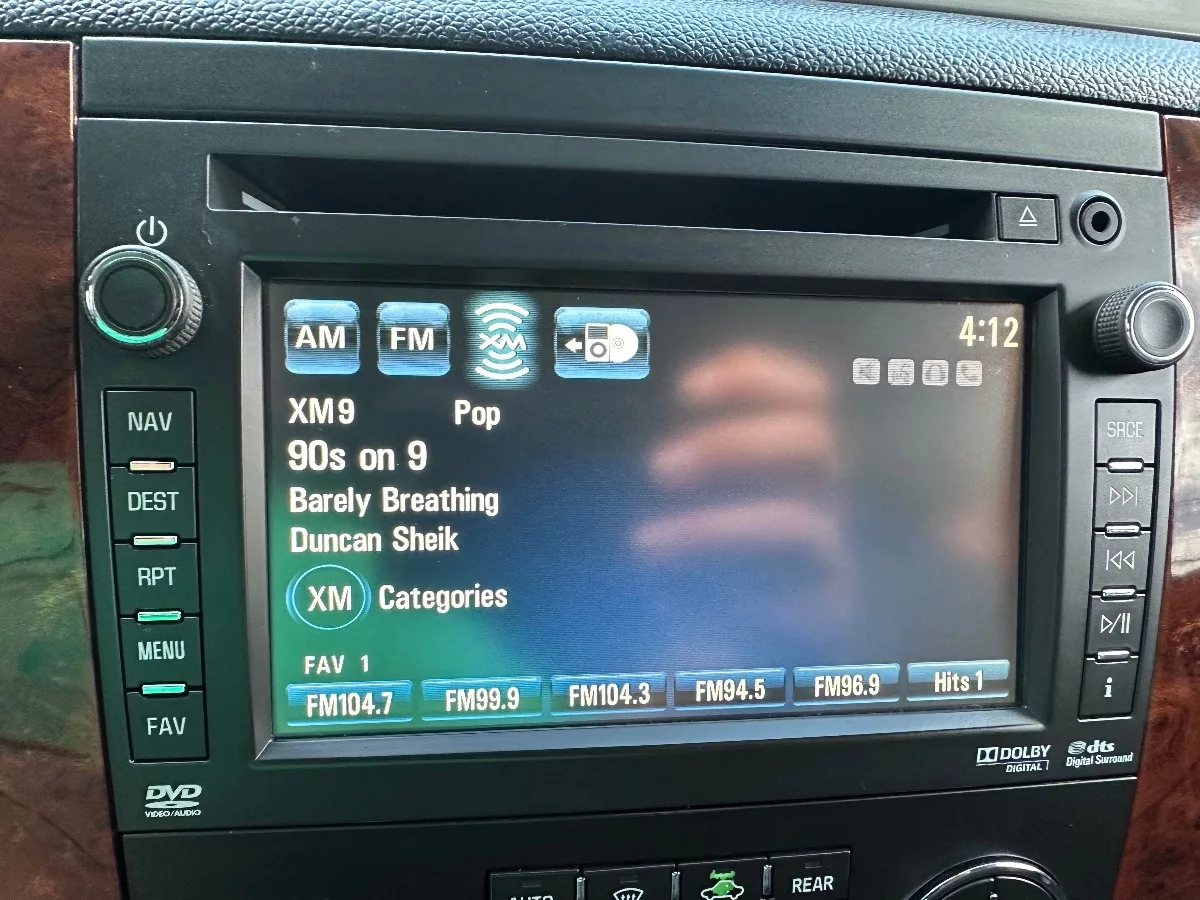 AM FM XM 4:12
XM9 Pop
90s on 9
Barely Breathing
Duncan Sheik
XM Categories
FAV 1
FM104.7 FM99.9 FM104.3 FM94.5 FM96.9 Hits 1
NAV
DEST
RPT
MENU
FAV
SRCE
i
DVD
VIDEO/AUDIO
DOLBY
DIGITAL
dts
Digital Surround
AUTO
REAR